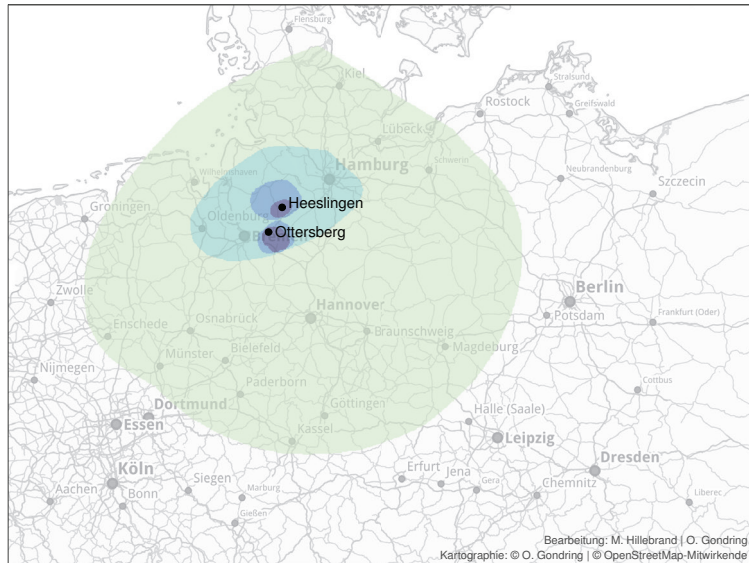 Flensburg
Stralsund
Kiel
Rostock
Greifswald
Lübeck
Hamburg
Schwerin
Wilhelmshaven
Neubrandenburg
Szczecin
Heeslingen
Groningen
Oldenburg
Ottersberg
Bremen
Berlin
Zwolle
Hannover
Potsdam
Frankfurt (Oder)
Enschede
Osnabrück
Braunschweig
Bielefeld
Magdeburg
Münster
Nijmegen
Paderborn
Cottbus
Dortmund
Göttingen
Halle (Saale)
Essen
Kassel
Leipzig
Dresden
Köln
Erfurt
Jena
Siegen
Marburg
Gera
Chemnitz
Aachen
Bonn
Liberec
Gießen
Bearbeitung: M. Hillebrand | O. Gondring
Kartographie: © O. Gondring | © OpenStreetMap-Mitwirkende